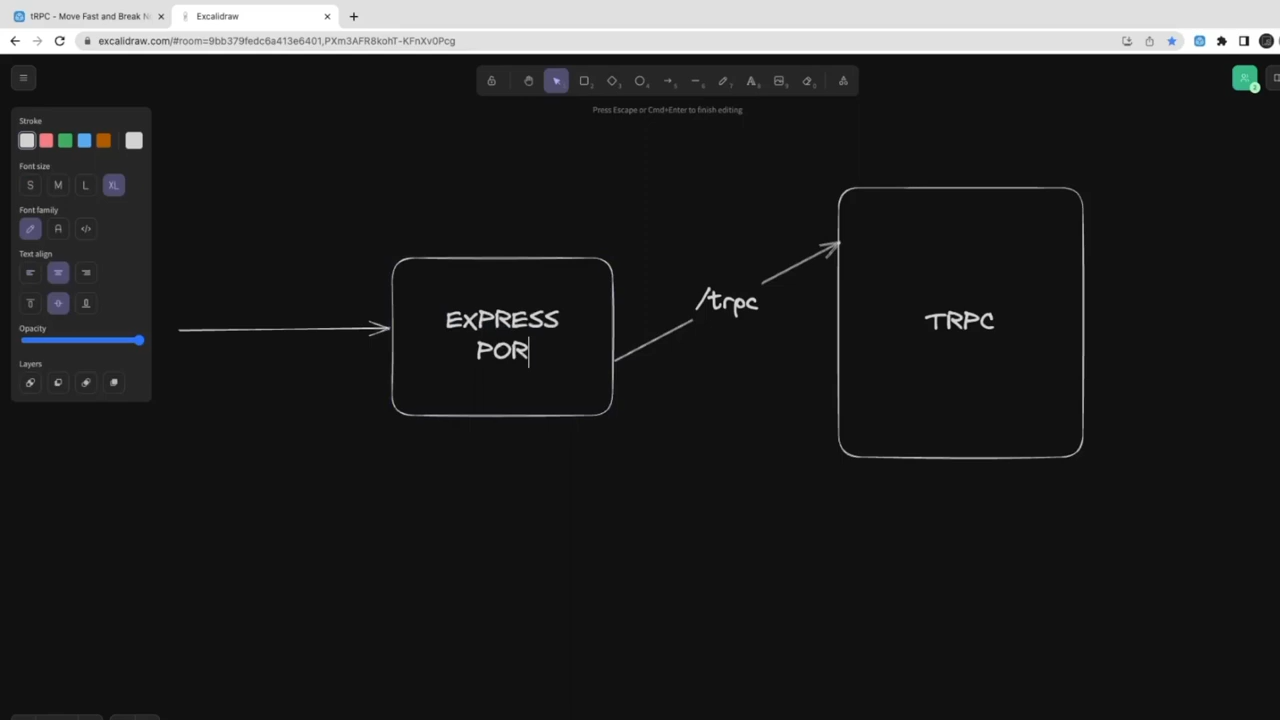 tRPC - Move Fast and Break N
Excalidraw
excalidraw.com/#room=9bb379fedc6a413e6401,PXm3AFR8kohT-KFnXv0Pcg
Press Escape or Cmd+Enter to finish editing
2
Stroke
Font size
S M L XL
Font family
A </>
Text align
Opacity
Layers
EXPRESS
POR
/trpc
TRPC